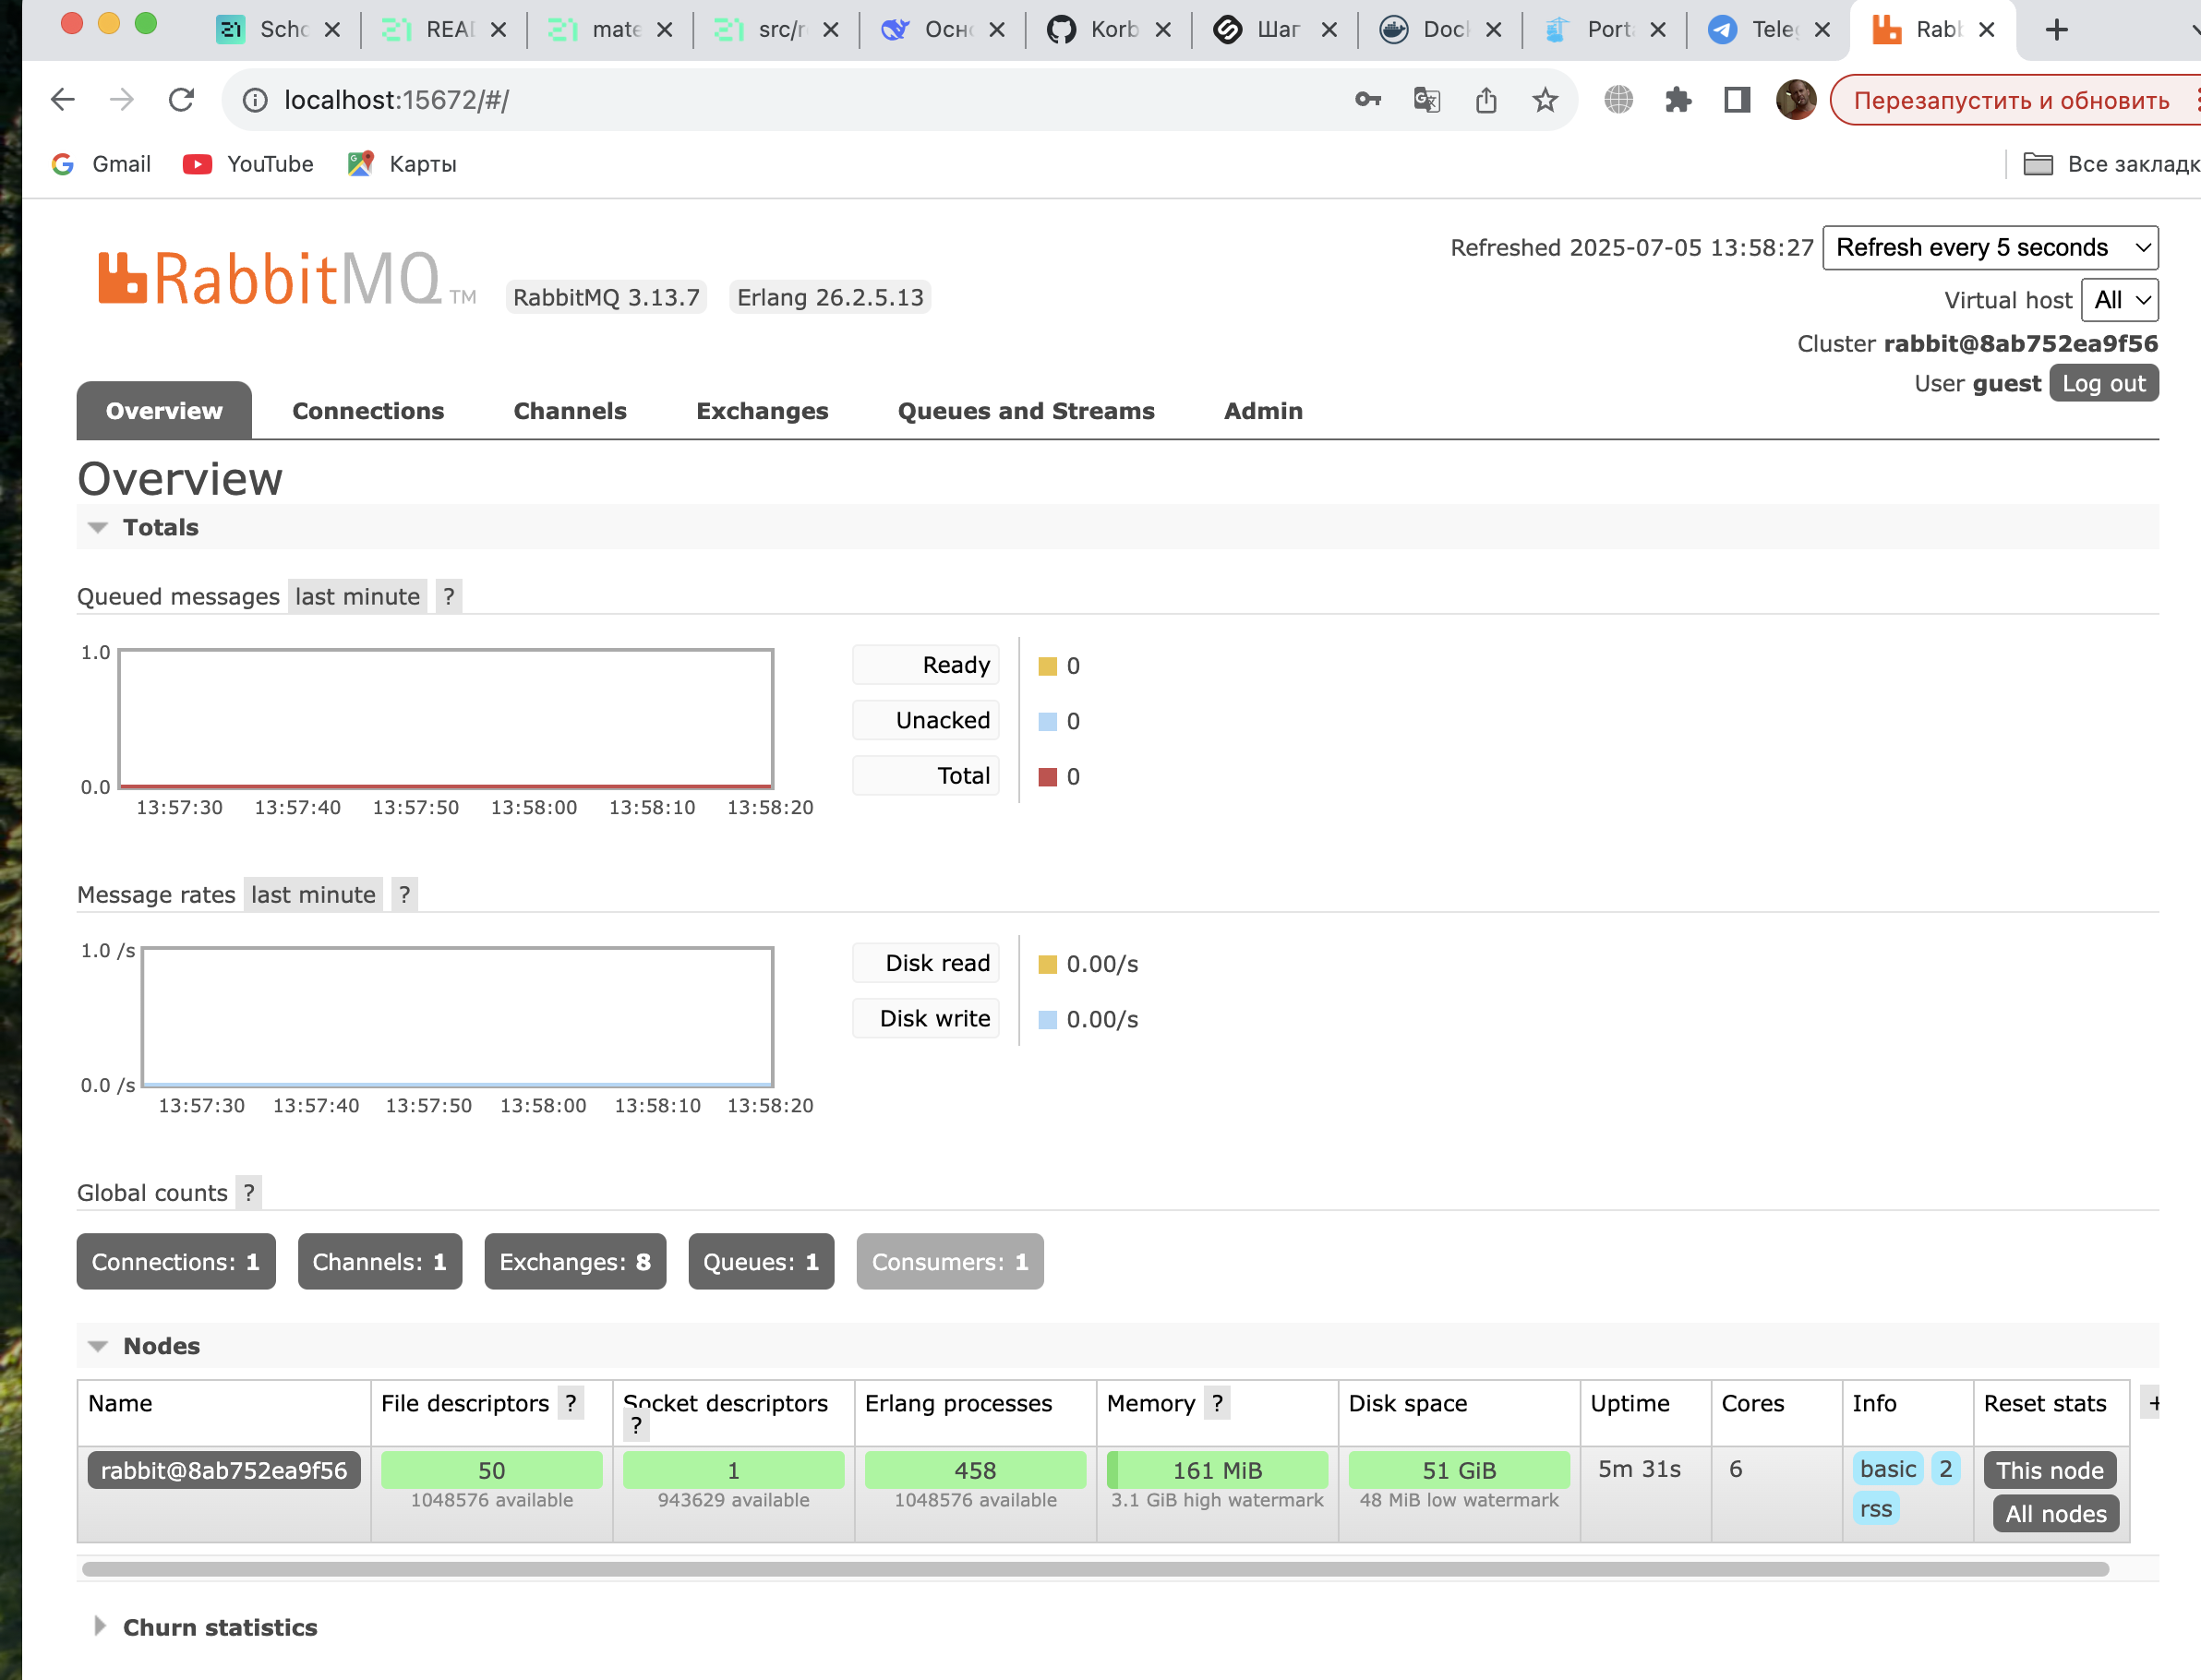 Scho
REA
mate
src/r
Осн
Korb
Шаг
Doc
Port
Tele
Rab
localhost:15672/#/
Перезапустить и обновить
Gmail
YouTube
Карты
Все закладк
RabbitMQ TM
RabbitMQ 3.13.7
Erlang 26.2.5.13
Refreshed 2025-07-05 13:58:27
Refresh every 5 seconds
Virtual host All
Cluster rabbit@8ab752ea9f56
User guest Log out
Overview
Connections
Channels
Exchanges
Queues and Streams
Admin
Overview
Totals
Queued messages last minute ?
1.0
0.0
13:57:30 13:57:40 13:57:50 13:58:00 13:58:10 13:58:20
Ready 0
Unacked 0
Total 0
Message rates last minute ?
1.0 /s
0.0 /s
13:57:30 13:57:40 13:57:50 13:58:00 13:58:10 13:58:20
Disk read 0.00/s
Disk write 0.00/s
Global counts ?
Connections: 1
Channels: 1
Exchanges: 8
Queues: 1
Consumers: 1
Nodes
Name
File descriptors ?
Socket descriptors ?
Erlang processes
Memory ?
Disk space
Uptime
Cores
Info
Reset stats
+
rabbit@8ab752ea9f56
50
1048576 available
1
943629 available
458
1048576 available
161 MiB
3.1 GiB high watermark
51 GiB
48 MiB low watermark
5m 31s
6
basic 2
rss
This node
All nodes
Churn statistics